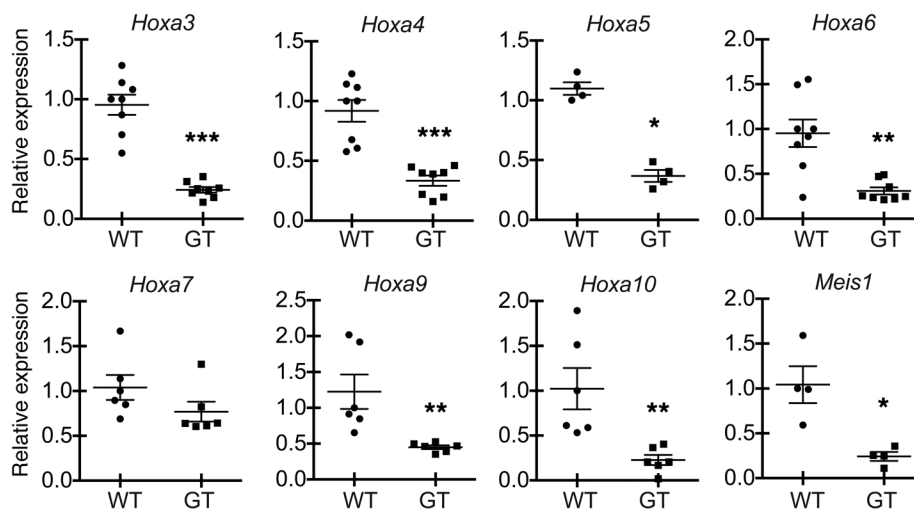 Hoxa3 Hoxa4 Hoxa5 Hoxa6
Relative expression
1.5 1.5 1.5 2.0
1.0 1.0 1.0 1.5
0.5 0.5 0.5 1.0
0.0 0.0 0.0 0.5
0.0
*** *** * **
WT GT WT GT WT GT WT GT
Hoxa7 Hoxa9 Hoxa10 Meis1
Relative expression
2.0 2.5 2.0 2.0
1.5 2.0 1.5 1.5
1.0 1.5 1.0 1.0
0.5 1.0 0.5 0.5
0.0 0.5 0.0 0.0
0.0
** ** *
WT GT WT GT WT GT WT GT